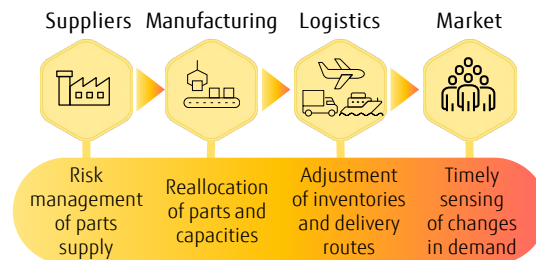 Suppliers Manufacturing Logistics Market
Risk
management
of parts
supply
Reallocation
of parts and
capacities
Adjustment
of inventories
and delivery
routes
Timely
sensing
of changes
in demand